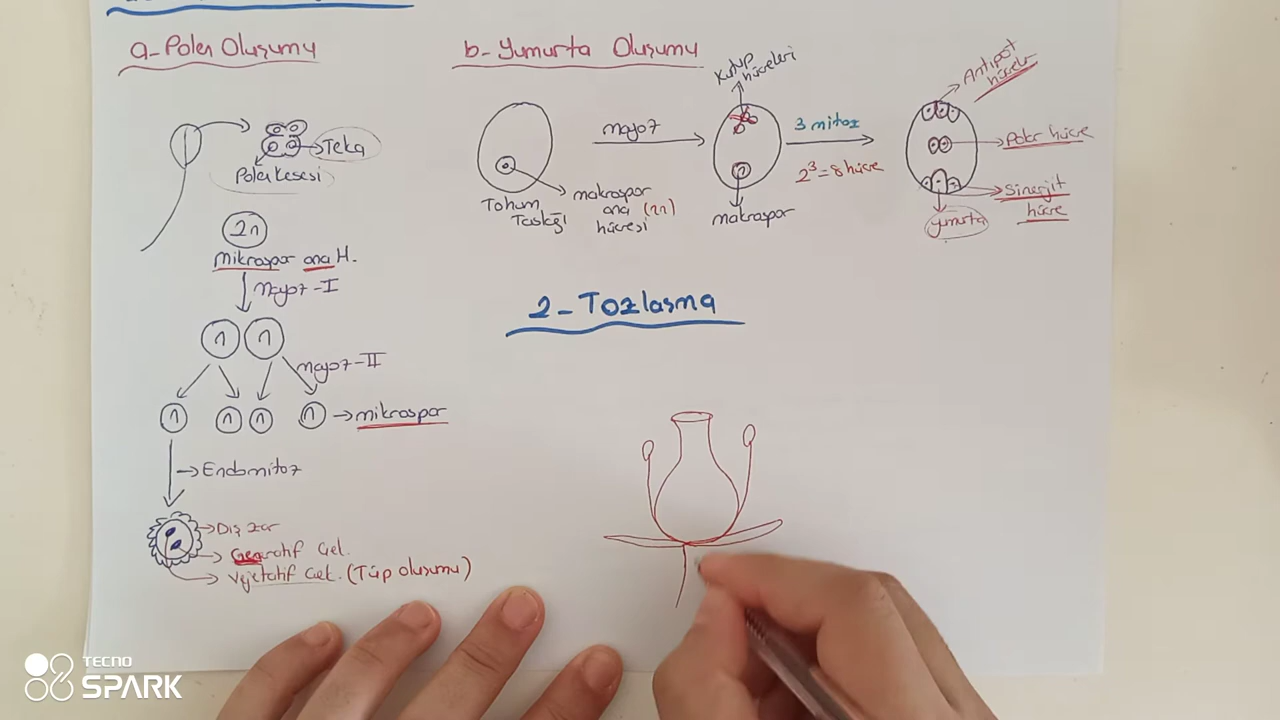 a-Polen Oluşumu
Teka
Polen kesesi
2n
Mikrospor ana H.
Mayoz-I
n n
Mayoz-II
n n n n
mikrospor
Endomitoz
Dış zar
Generatif Çek.
Vejetatif Çek. (Tüp oluşumu)
b-Yumurta Oluşumu
Tohum
Taslağı
makrospor
ana (2n)
hücresi
mayoz
Kutup
hücreleri
n
makrospor
3 mitoz
2³=8 hücre
Antipot
hücreler
Polar hücre
Sinerjit
hücre
yumurta
2-Tozlaşma
TECNO
SPARK